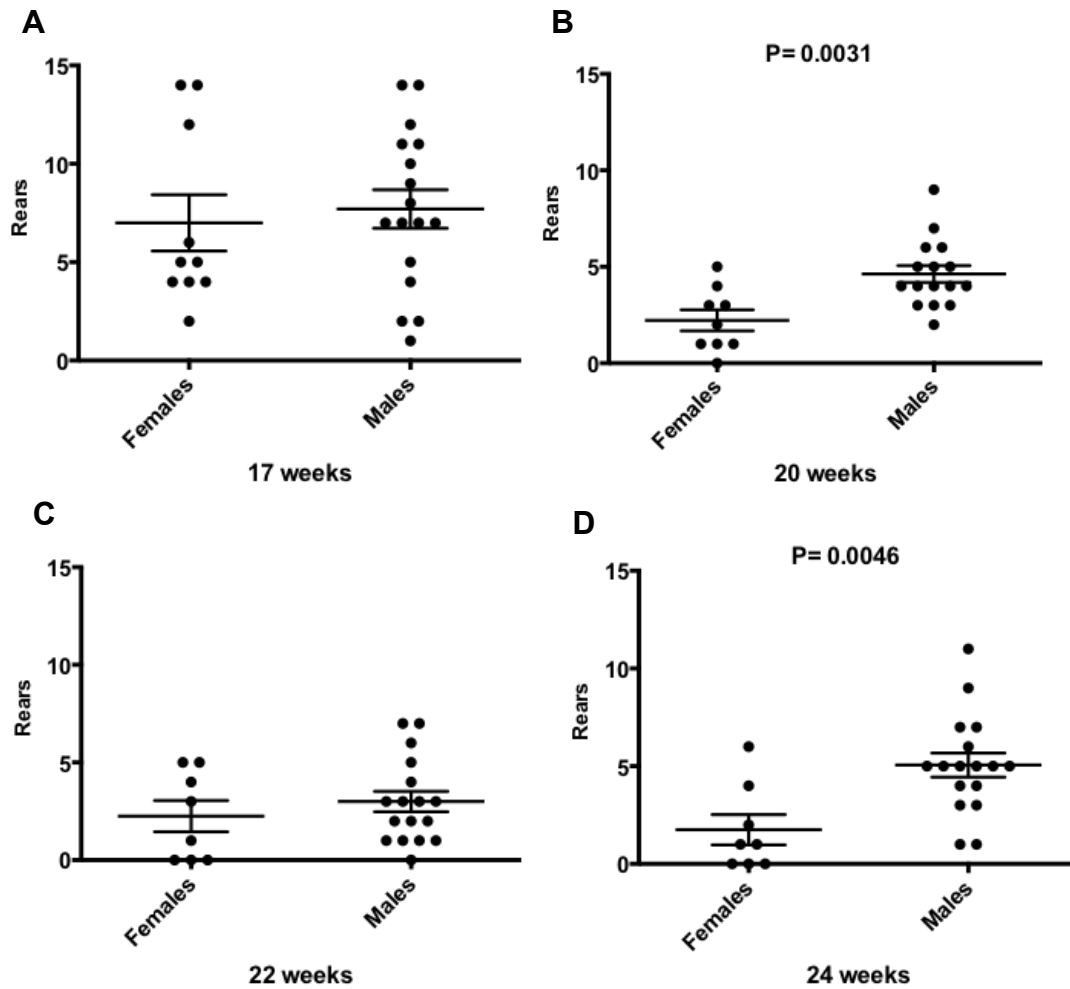 A
15
10
5
0
Rears
Females
Males
17 weeks
B
P= 0.0031
15
10
5
0
Rears
Females
Males
20 weeks
C
15
10
5
0
Rears
Females
Males
22 weeks
D
P= 0.0046
15
10
5
0
Rears
Females
Males
24 weeks